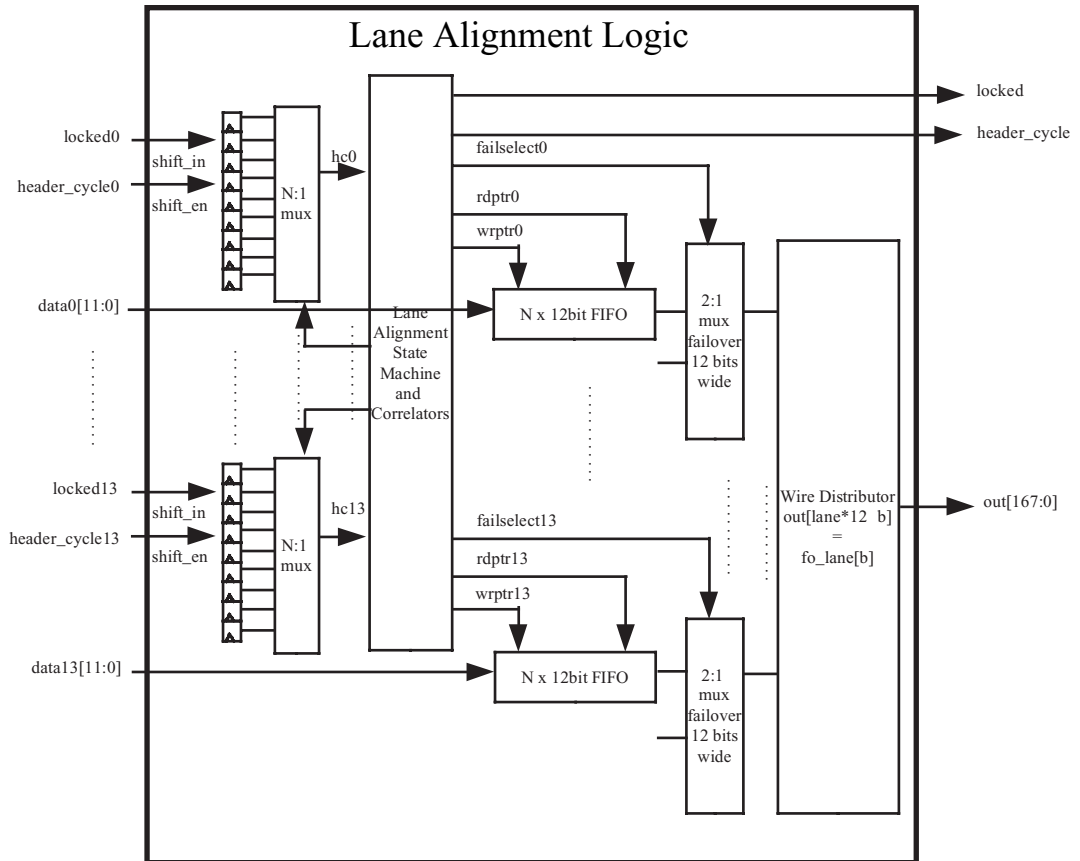 Lane Alignment Logic
locked
header_cycle
locked0
shift_in
header_cycle0
shift_en
N:1
mux
hc0
failselect0
rdptr0
wrptr0
data0[11:0]
N x 12bit FIFO
2:1
mux
failover
12 bits
wide
Lane
Alignment
State
Machine
and
Correlators
locked13
shift_in
header_cycle13
shift_en
N:1
mux
hc13
failselect13
rdptr13
wrptr13
data13[11:0]
N x 12bit FIFO
2:1
mux
failover
12 bits
wide
Wire Distributor
out[lane*12 b]
=
fo_lane[b]
out[167:0]